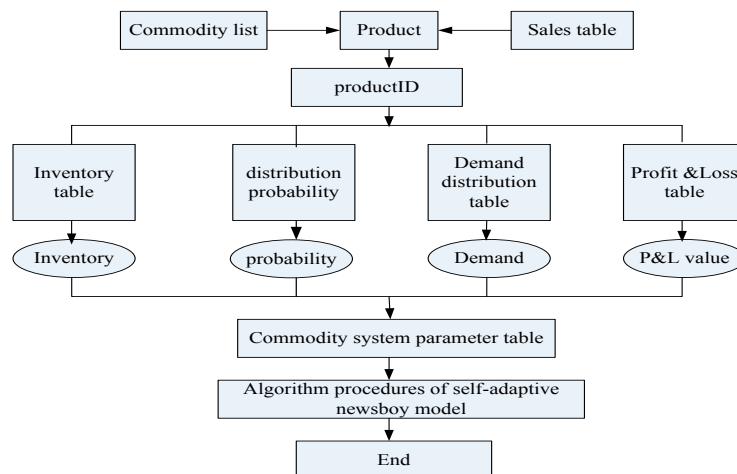 Commodity list
Product
Sales table
productID
Inventory
table
distribution
probability
Demand
distribution
table
Profit &Loss
table
Inventory
probability
Demand
P&L value
Commodity system parameter table
Algorithm procedures of self-adaptive
newsboy model
End